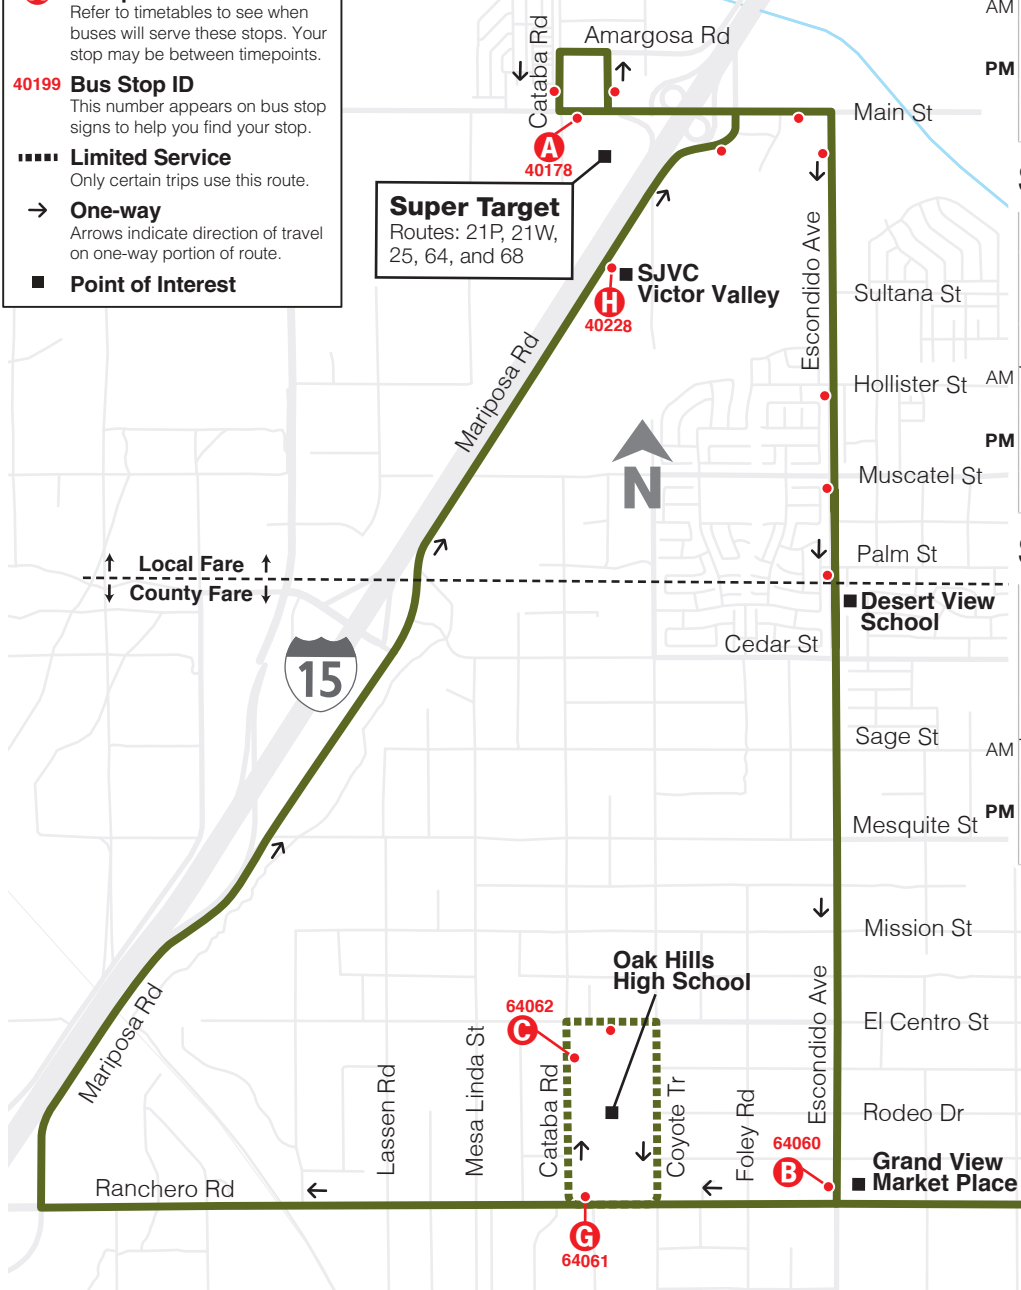 Refer to timetables to see when
buses will serve these stops. Your
stop may be between timepoints.
40199 Bus Stop ID
This number appears on bus stop
signs to help you find your stop.
Limited Service
Only certain trips use this route.
One-way
Arrows indicate direction of travel
on one-way portion of route.
Point of Interest
Cataba Rd
Amargosa Rd
Main St
A
40178
Super Target
Routes: 21P, 21W,
25, 64, and 68
SJVC
Victor Valley
H
40228
Escondido Ave
Sultana St
Mariposa Rd
Hollister St
N
Muscatel St
Palm St
Local Fare
County Fare
Desert View
School
Cedar St
15
Sage St
Mesquite St
Mission St
Oak Hills
High School
Escondido Ave
64062
C
El Centro St
Mariposa Rd
Lassen Rd
Mesa Linda St
Cataba Rd
Coyote Tr
Foley Rd
Rodeo Dr
64060
B
Grand View
Market Place
Ranchero Rd
G
64061
AM
PM
AM
PM
AM
PM